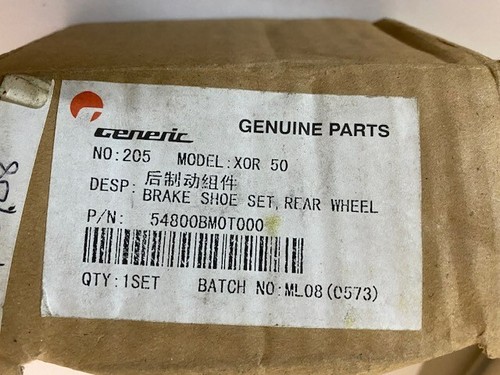 Generic GENUINE PARTS
NO:205 MODEL:XOR 50
DESP: 后制动组件
BRAKE SHOE SET, REAR WHEEL
P/N: 54800BM0T000
QTY:1SET BATCH NO:ML08(0573)